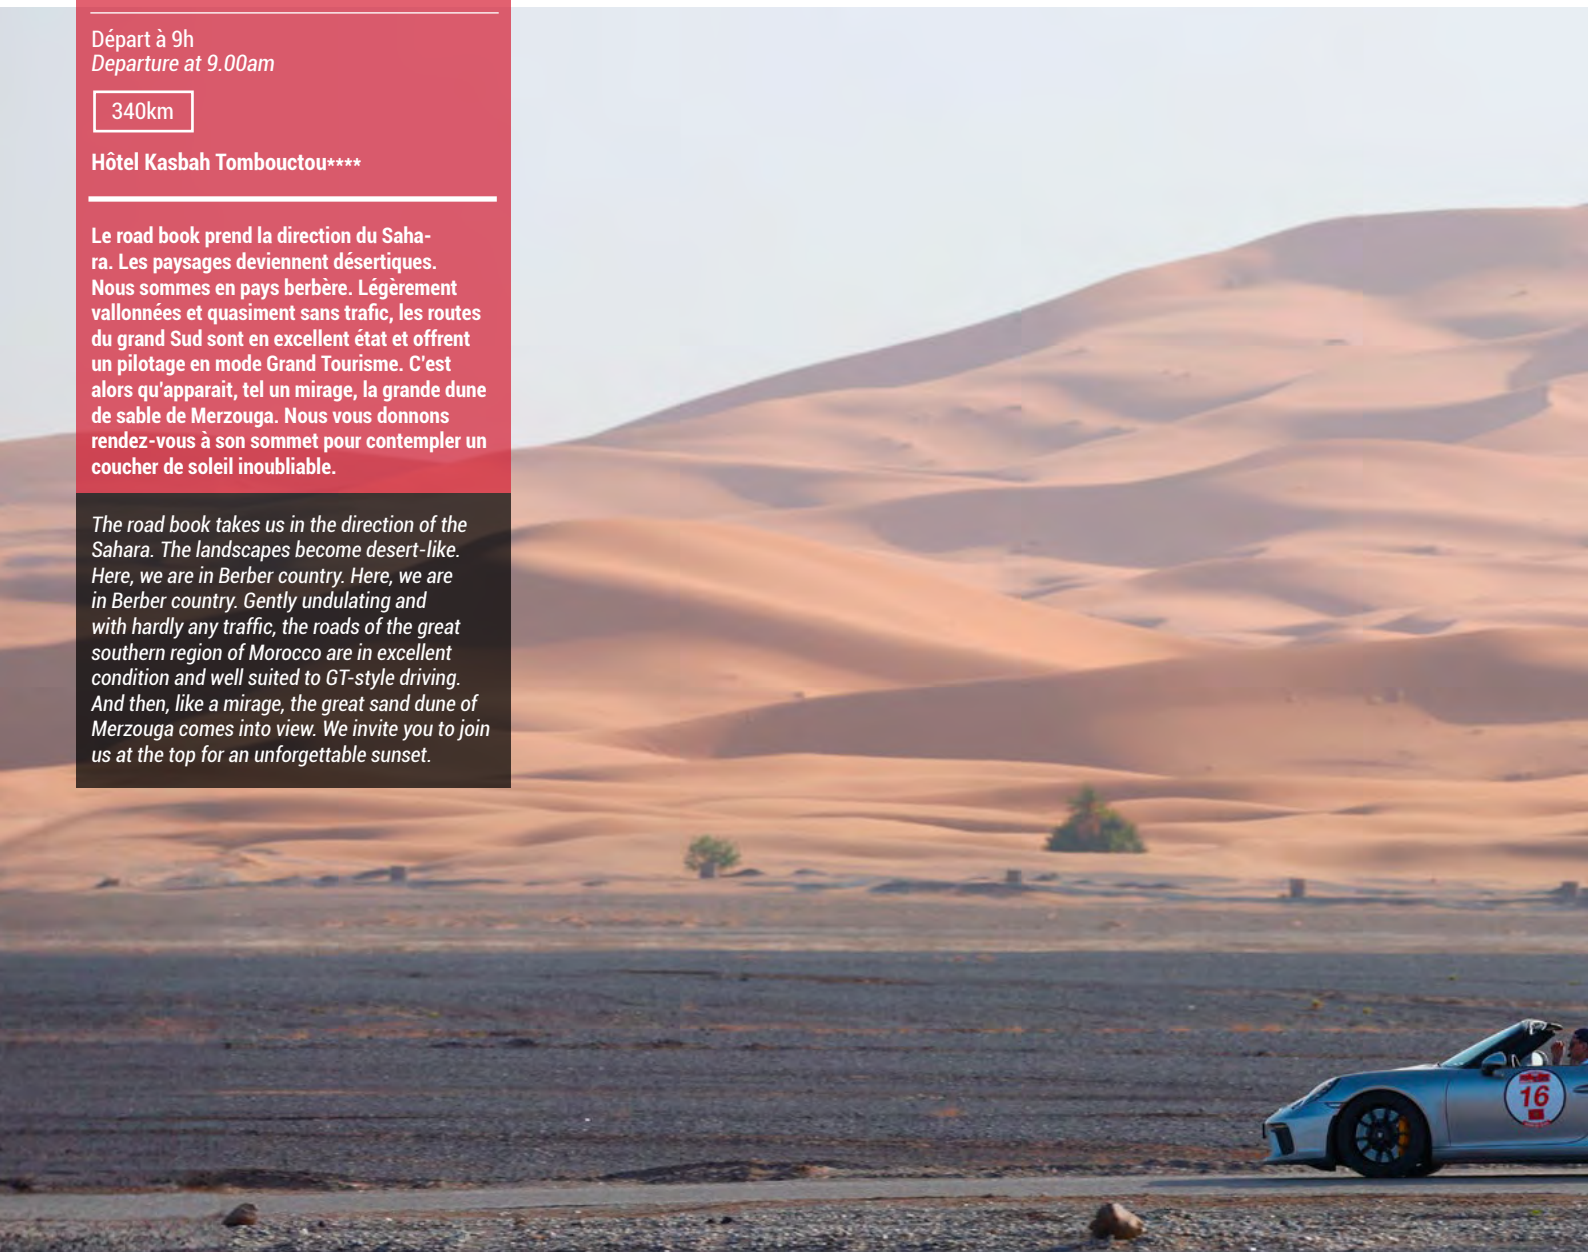 Départ à 9h
Departure at 9.00am
340km
Hôtel Kasbah Tombouctou****
Le road book prend la direction du Saha-
ra. Les paysages deviennent désertiques.
Nous sommes en pays berbère. Légèrement
vallonnées et quasiment sans trafic, les routes
du grand Sud sont en excellent état et offrent
un pilotage en mode Grand Tourisme. C'est
alors qu'apparait, tel un mirage, la grande dune
de sable de Merzouga. Nous vous donnons
rendez-vous à son sommet pour contempler un
coucher de soleil inoubliable.
The road book takes us in the direction of the
Sahara. The landscapes become desert-like.
Here, we are in Berber country. Here, we are
in Berber country. Gently undulating and
with hardly any traffic, the roads of the great
southern region of Morocco are in excellent
condition and well suited to GT-style driving.
And then, like a mirage, the great sand dune of
Merzouga comes into view. We invite you to join
us at the top for an unforgettable sunset.
16